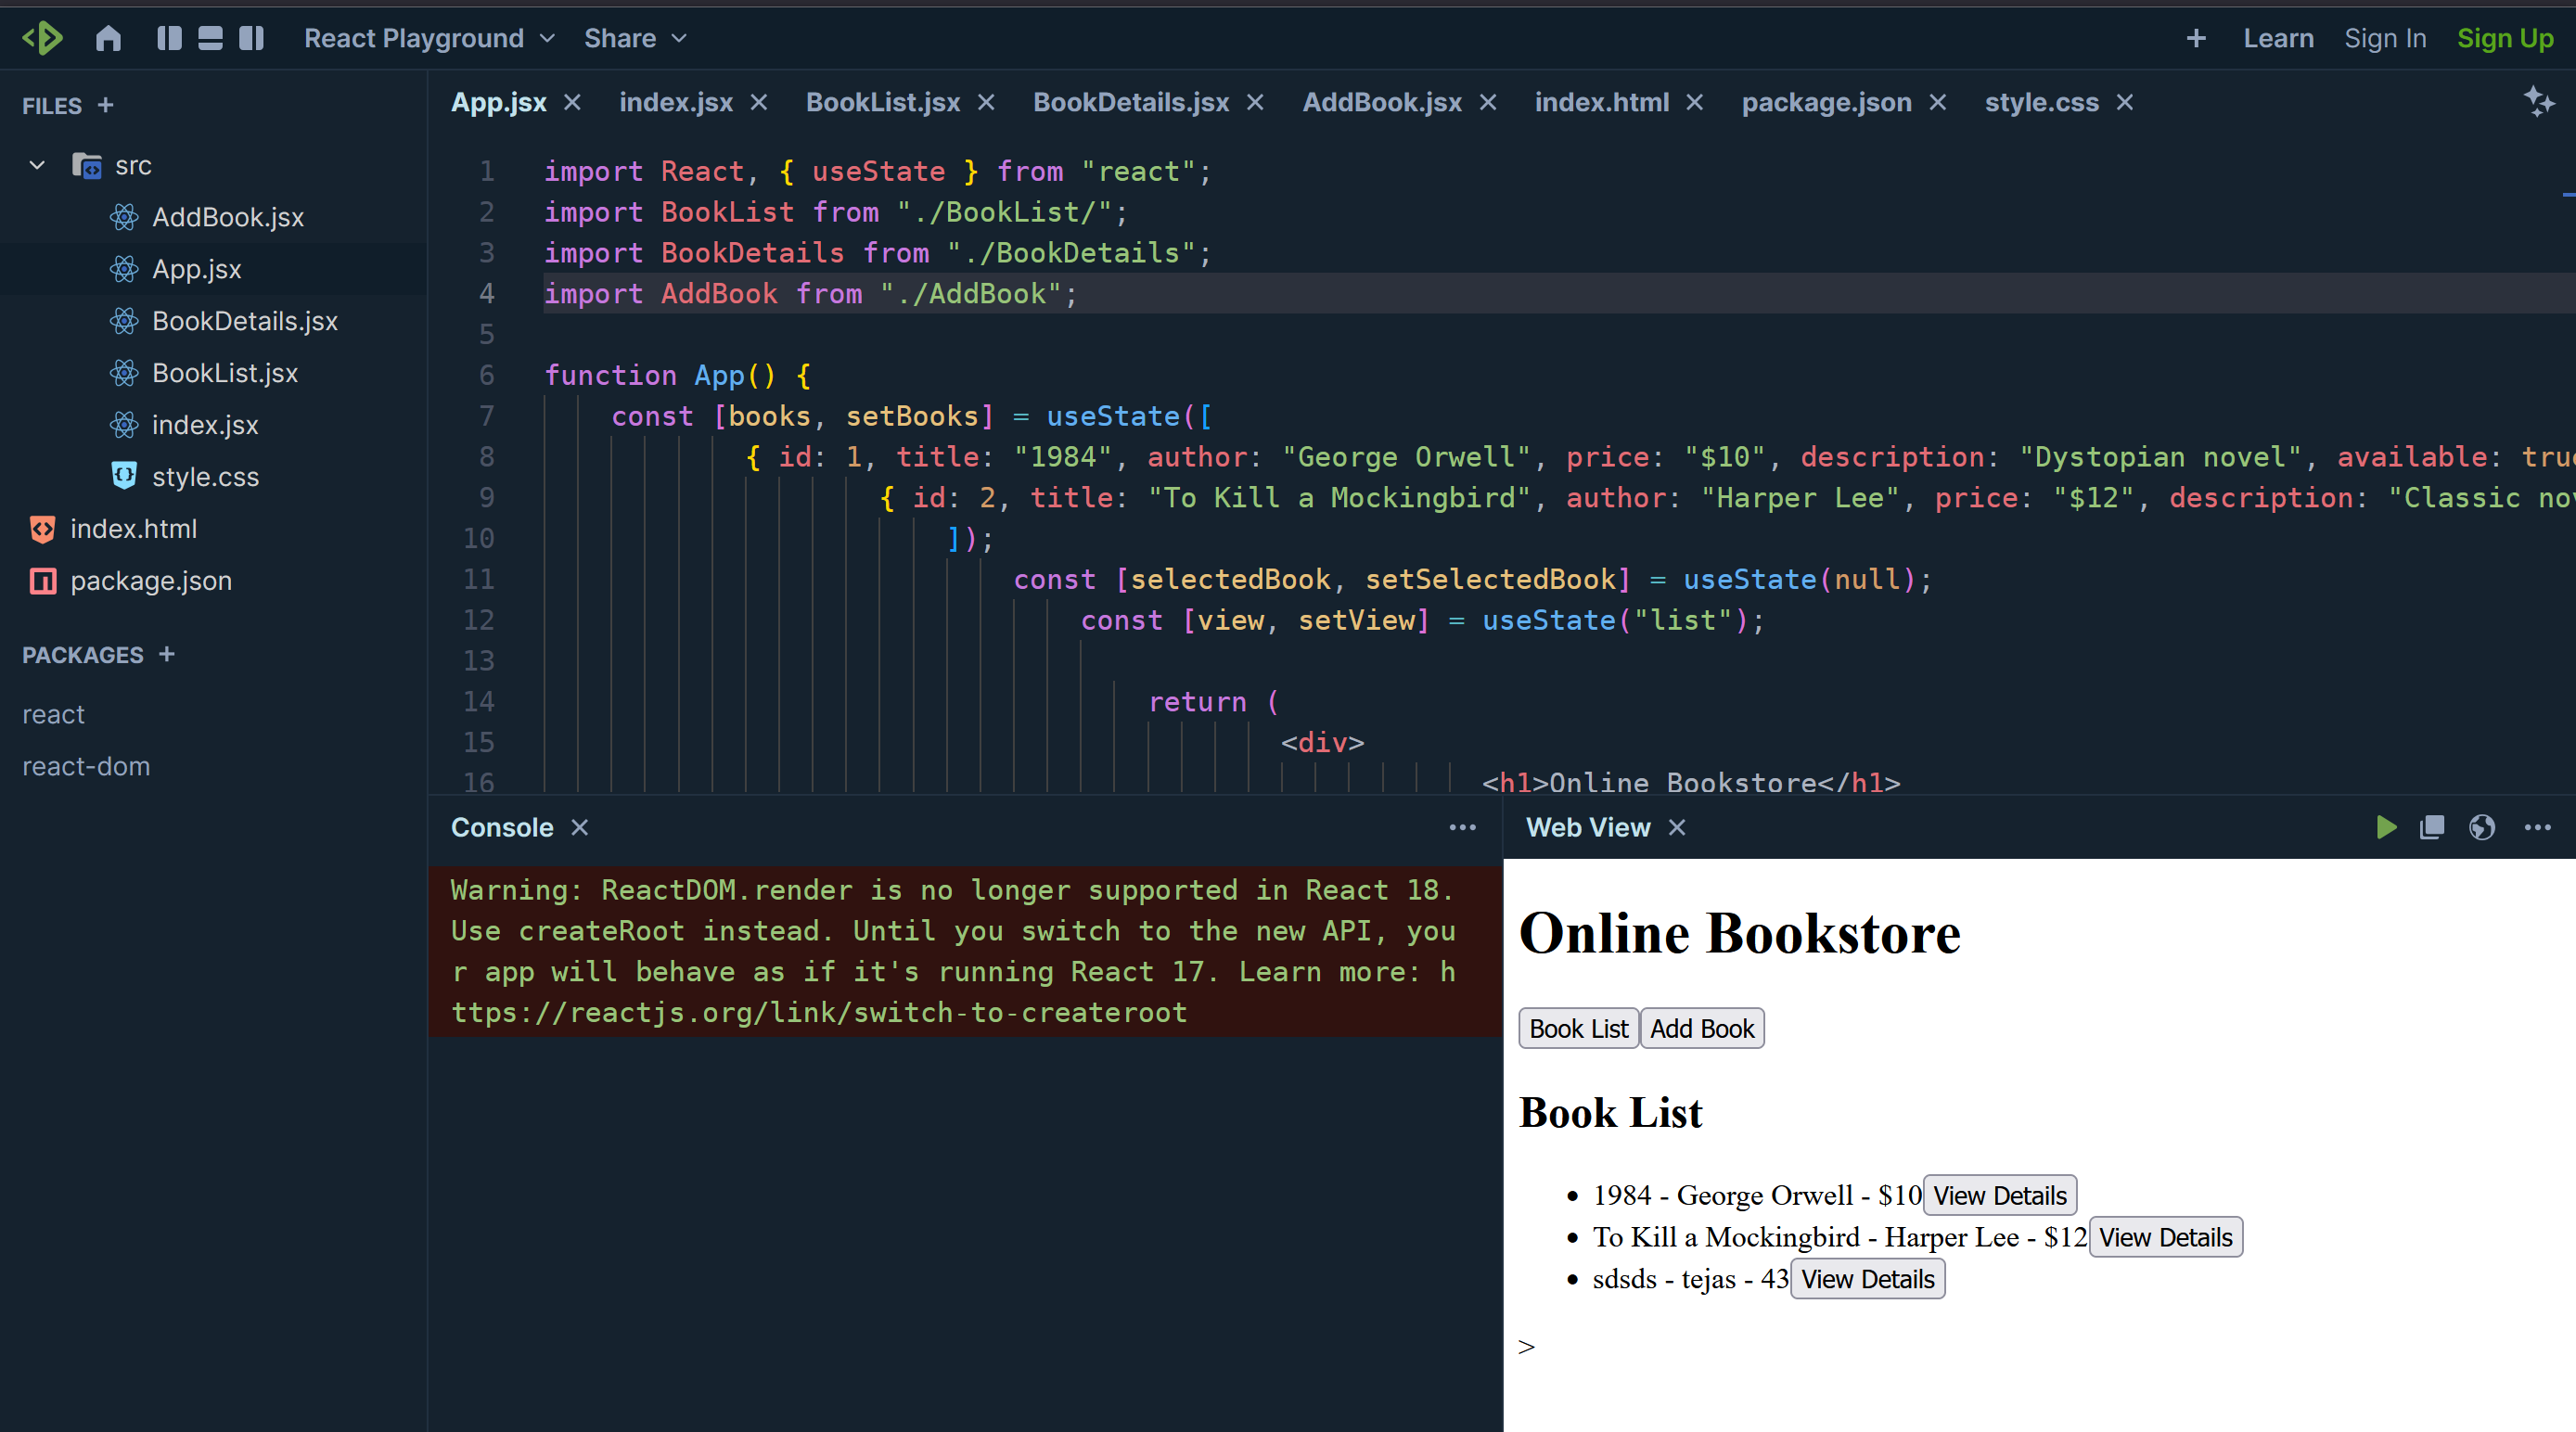 React Playground Share + Learn Sign In Sign Up
FILES +
src
AddBook.jsx
App.jsx
BookDetails.jsx
BookList.jsx
index.jsx
style.css
index.html
package.json
PACKAGES +
react
react-dom
App.jsx index.jsx BookList.jsx BookDetails.jsx AddBook.jsx index.html package.json style.css
1 import React, { useState } from "react";
2 import BookList from "./BookList/";
3 import BookDetails from "./BookDetails";
4 import AddBook from "./AddBook";
5
6 function App() {
7 const [books, setBooks] = useState([
8 { id: 1, title: "1984", author: "George Orwell", price: "$10", description: "Dystopian novel", available: true
9 { id: 2, title: "To Kill a Mockingbird", author: "Harper Lee", price: "$12", description: "Classic nov
10 ]);
11 const [selectedBook, setSelectedBook] = useState(null);
12 const [view, setView] = useState("list");
13
14 return (
15 <div>
16 <h1>Online Bookstore</h1>
Console
Warning: ReactDOM.render is no longer supported in React 18.
Use createRoot instead. Until you switch to the new API, you
r app will behave as if it's running React 17. Learn more: h
ttps://reactjs.org/link/switch-to-createroot
Web View
Online Bookstore
Book List Add Book
Book List
• 1984 - George Orwell - $10 View Details
• To Kill a Mockingbird - Harper Lee - $12 View Details
• sdsds - tejas - 43 View Details
>